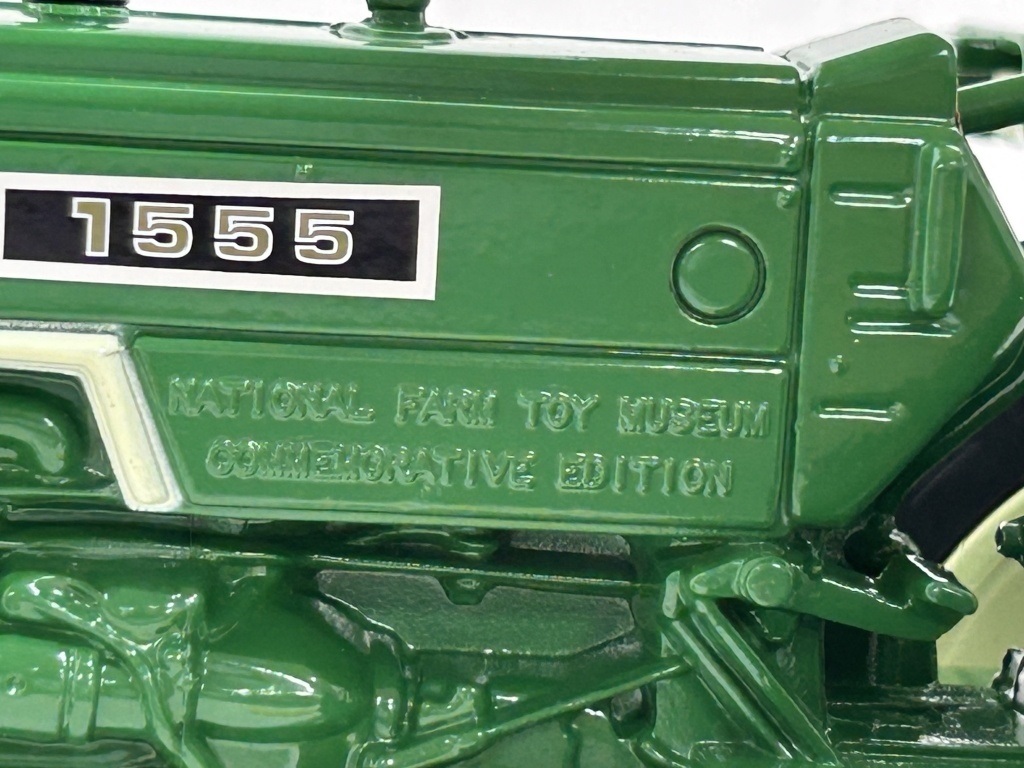 1555
NATIONAL FARM TOY MUSEUM
COMMEMORATIVE EDITION